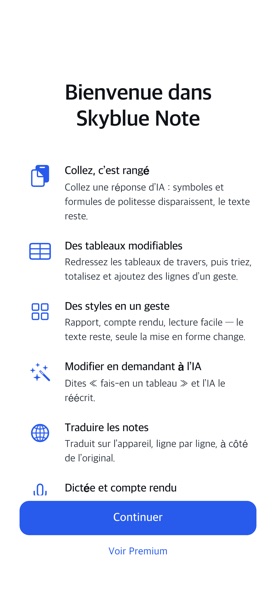 Bienvenue dans
Skyblue Note
Collez, c'est rangé
Collez une réponse d'IA : symboles et
formules de politesse disparaissent, le texte
reste.
Des tableaux modifiables
Redressez les tableaux de travers, puis triez,
totalisez et ajoutez des lignes d'un geste.
Des styles en un geste
Rapport, compte rendu, lecture facile — le
texte reste, seule la mise en forme change.
Modifier en demandant à l'IA
Dites ≪ fais-en un tableau ≫ et l'IA le
réécrit.
Traduire les notes
Traduit sur l'appareil, ligne par ligne, à côté
de l'original.
Dictée et compte rendu
Continuer
Voir Premium